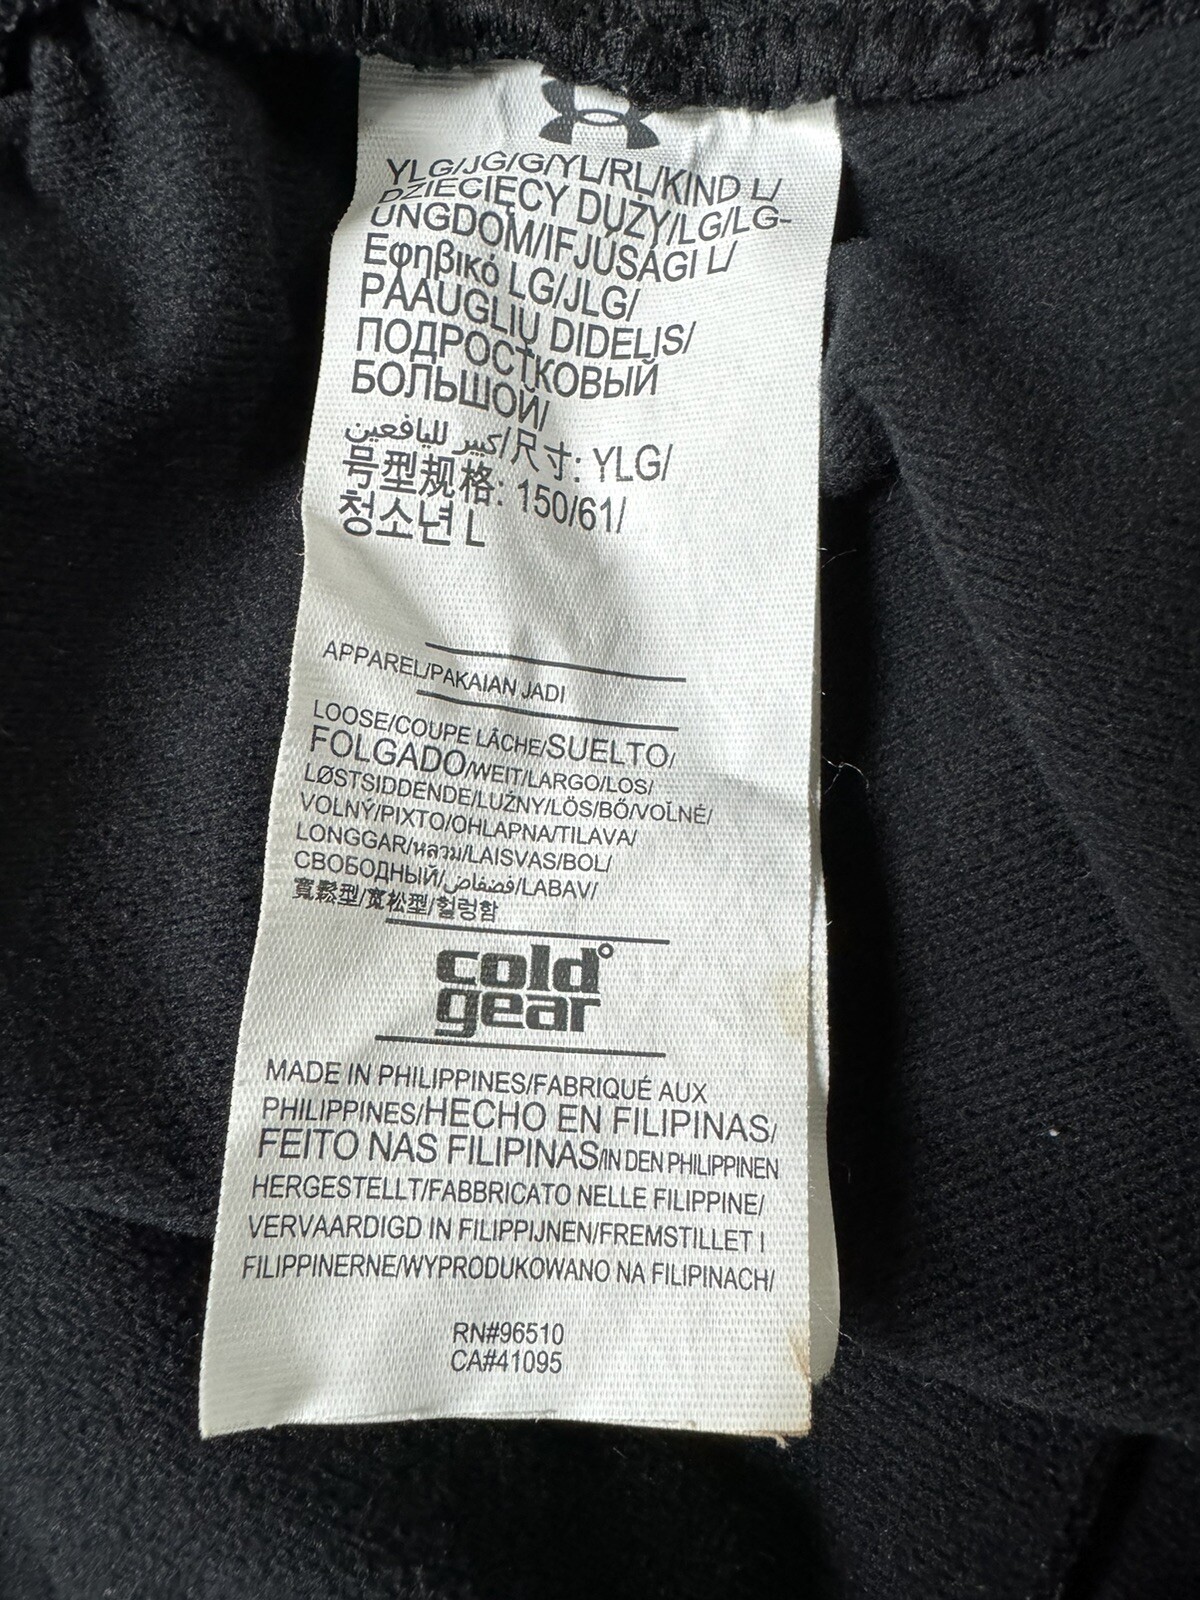 YLG/JG/G/YL/RL/KIND L/
DZIECIĘCY DUŻY/LG/LG-
UNGDOM/IFJÚSÁGI L/
Εφηβικό LG/JLG/
PAAUGLIŲ DIDELIS/
ПОДРОСТКОВЫЙ
БОЛЬШОЙ/
كبير لليافعين/尺寸: YLG/
号型规格: 150/61/
청소년 L
APPAREL/PAKAIAN JADI
LOOSE/COUPE LÂCHE/SUELTO/
FOLGADO/WEIT/LARGO/LOS/
LØSTSIDDENDE/LUŹNY/LÖS/BŐ/VOĽNÉ/
VOLNÝ/ΡΙΧΤΟ/OHLAPNA/TILAVA/
LONGGAR/หลวม/LAISVAS/BOL/
СВОБОДНЫЙ/فضفاض/LABAV/
寬鬆型/宽松型/헐렁함
cold°
gear
MADE IN PHILIPPINES/FABRIQUÉ AUX
PHILIPPINES/HECHO EN FILIPINAS/
FEITO NAS FILIPINAS/IN DEN PHILIPPINEN
HERGESTELLT/FABBRICATO NELLE FILIPPINE/
VERVAARDIGD IN FILIPPIJNEN/FREMSTILLET I
FILIPPINERNE/WYPRODUKOWANO NA FILIPINACH/
RN#96510
CA#41095